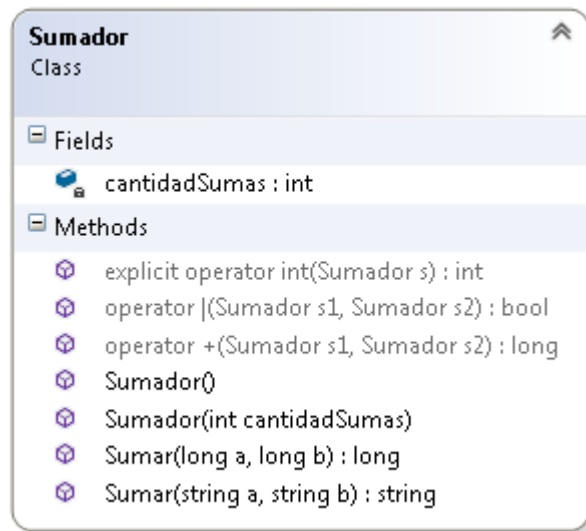 Sumador
Class
Fields
cantidadSumas : int
Methods
explicit operator int(Sumador s) : int
operator |(Sumador s1, Sumador s2) : bool
operator +(Sumador s1, Sumador s2) : long
Sumador()
Sumador(int cantidadSumas)
Sumar(long a, long b) : long
Sumar(string a, string b) : string